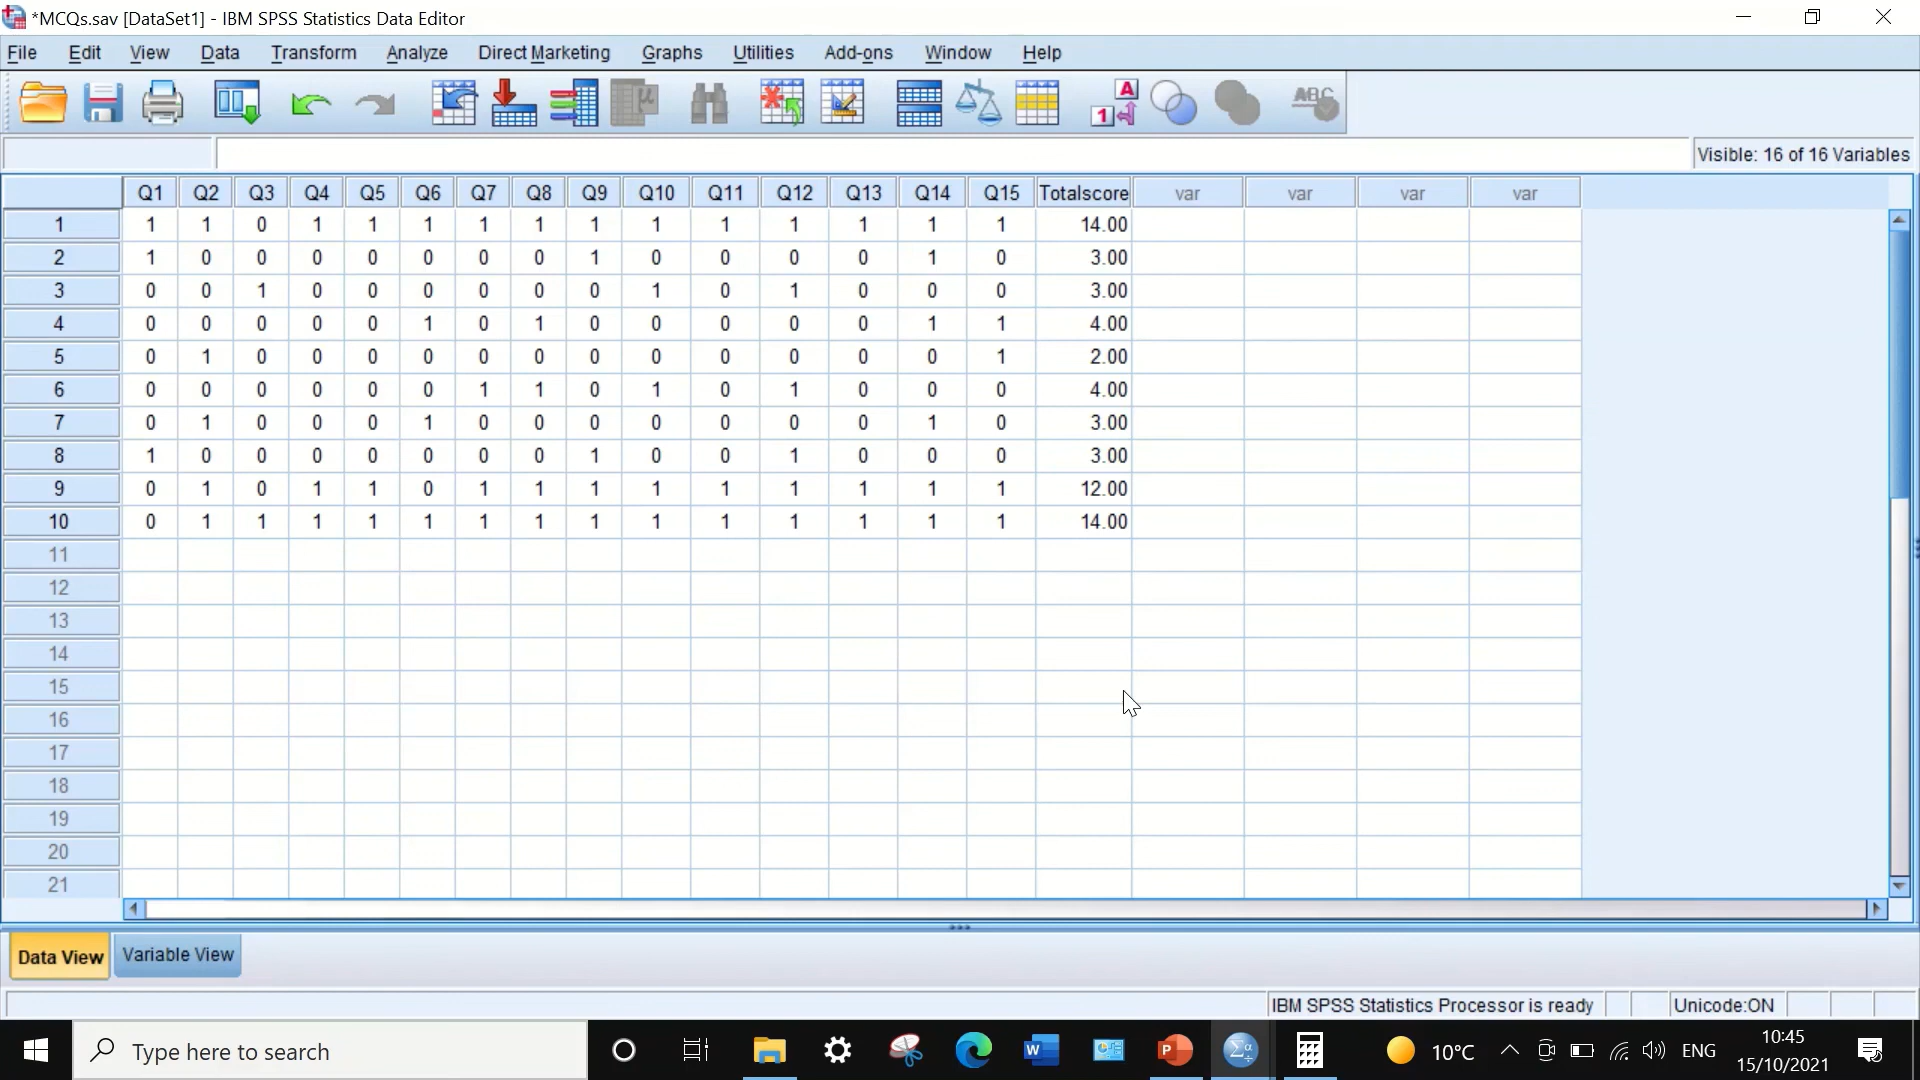 *MCQs.sav [DataSet1] - IBM SPSS Statistics Data Editor
File Edit View Data Transform Analyze Direct Marketing Graphs Utilities Add-ons Window Help
A
1
ABC
Visible: 16 of 16 Variables
Q1 Q2 Q3 Q4 Q5 Q6 Q7 Q8 Q9 Q10 Q11 Q12 Q13 Q14 Q15 Totalscore var var var var
1 1 1 0 1 1 1 1 1 1 1 1 1 1 1 1 14.00
2 1 0 0 0 0 0 0 0 1 0 0 0 0 1 0 3.00
3 0 0 1 0 0 0 0 0 0 1 0 1 0 0 0 3.00
4 0 0 0 0 0 1 0 1 0 0 0 0 0 1 1 4.00
5 0 1 0 0 0 0 0 0 0 0 0 0 0 0 1 2.00
6 0 0 0 0 0 0 1 1 0 1 0 1 0 0 0 4.00
7 0 1 0 0 0 1 0 0 0 0 0 0 0 1 0 3.00
8 1 0 0 0 0 0 0 0 1 0 0 1 0 0 0 3.00
9 0 1 0 1 1 0 1 1 1 1 1 1 1 1 1 12.00
10 0 1 1 1 1 1 1 1 1 1 1 1 1 1 1 14.00
11
12
13
14
15
16
17
18
19
20
21
Data View Variable View
IBM SPSS Statistics Processor is ready Unicode:ON
Type here to search
W
P
10°C
ENG
10:45
15/10/2021